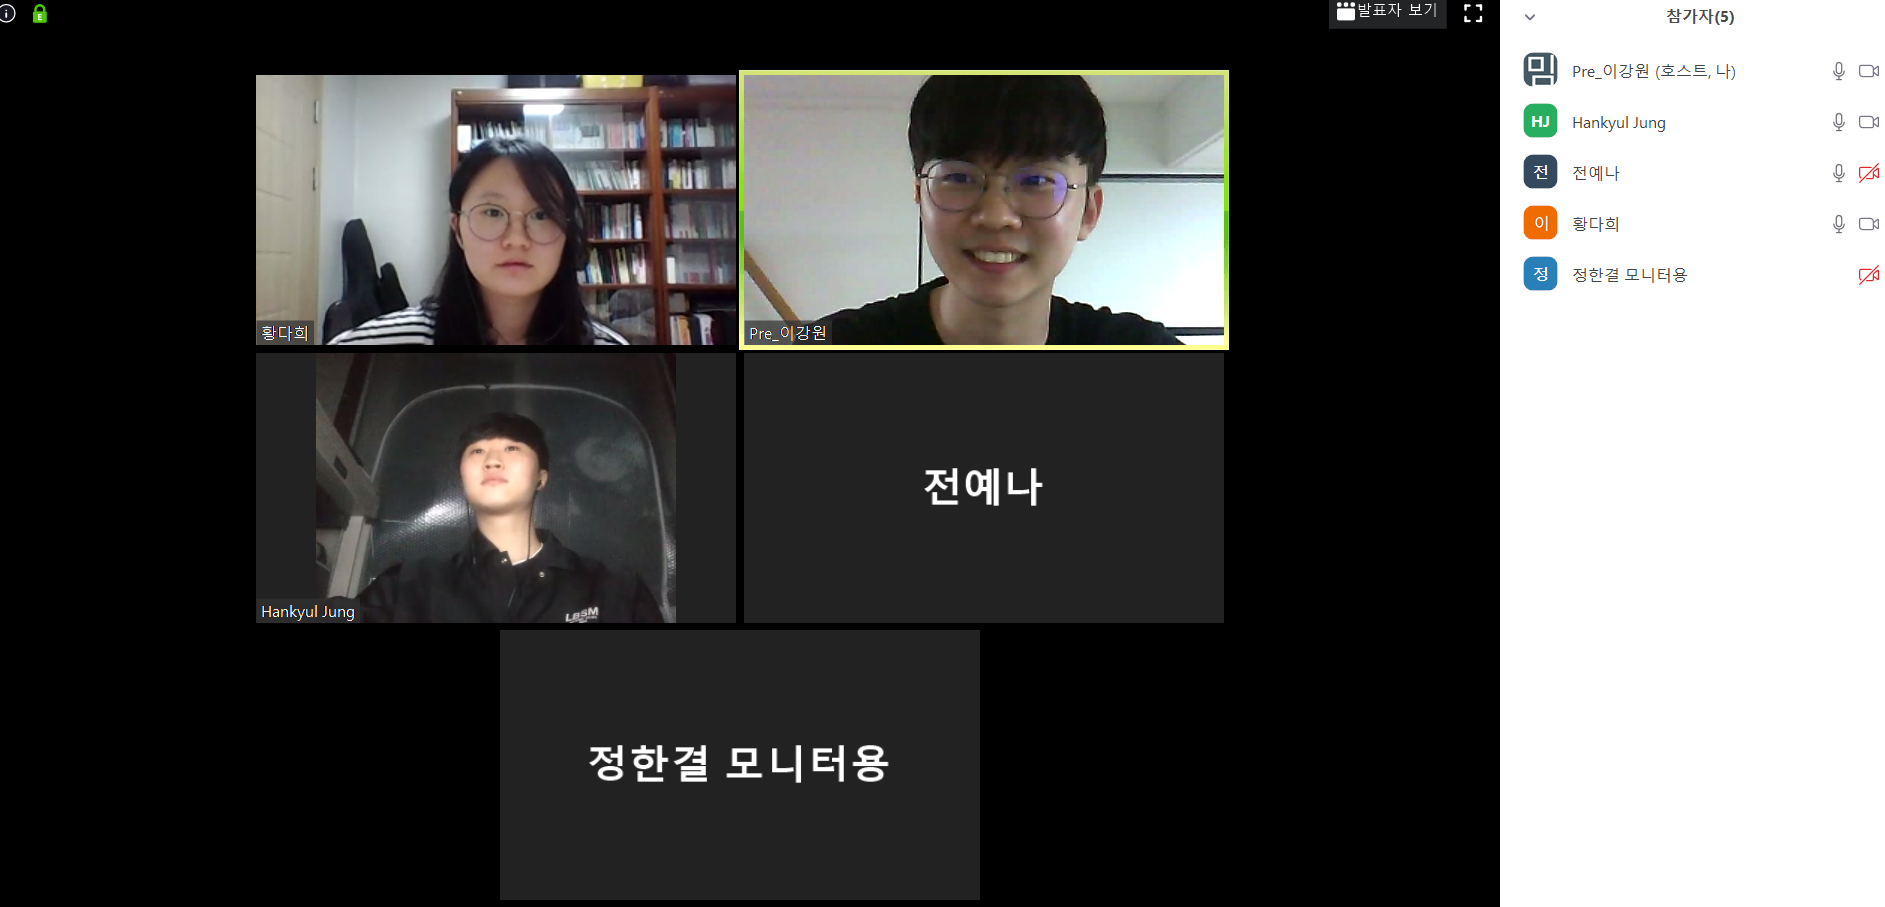 발표자 보기
참가자(5)
황다희
Pre_이강원
Hankyul Jung
전예나
정한결 모니터용
Pre_이강원 (호스트, 나)
HJ
Hankyul Jung
전
전예나
이
황다희
정
정한결 모니터용
LBSM
E